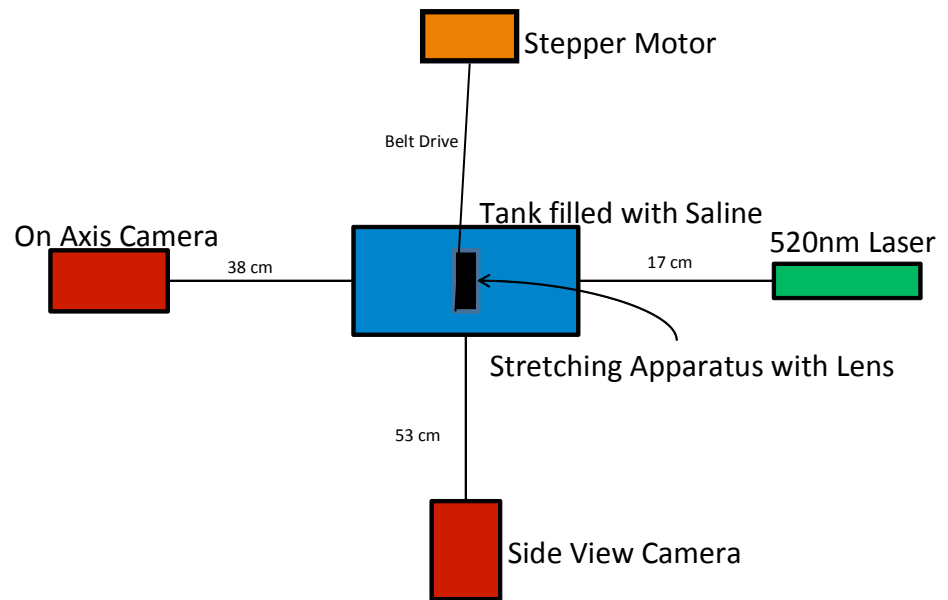 Stepper Motor
Belt Drive
Tank filled with Saline
On Axis Camera
520nm Laser
38 cm
17 cm
Stretching Apparatus with Lens
53 cm
Side View Camera